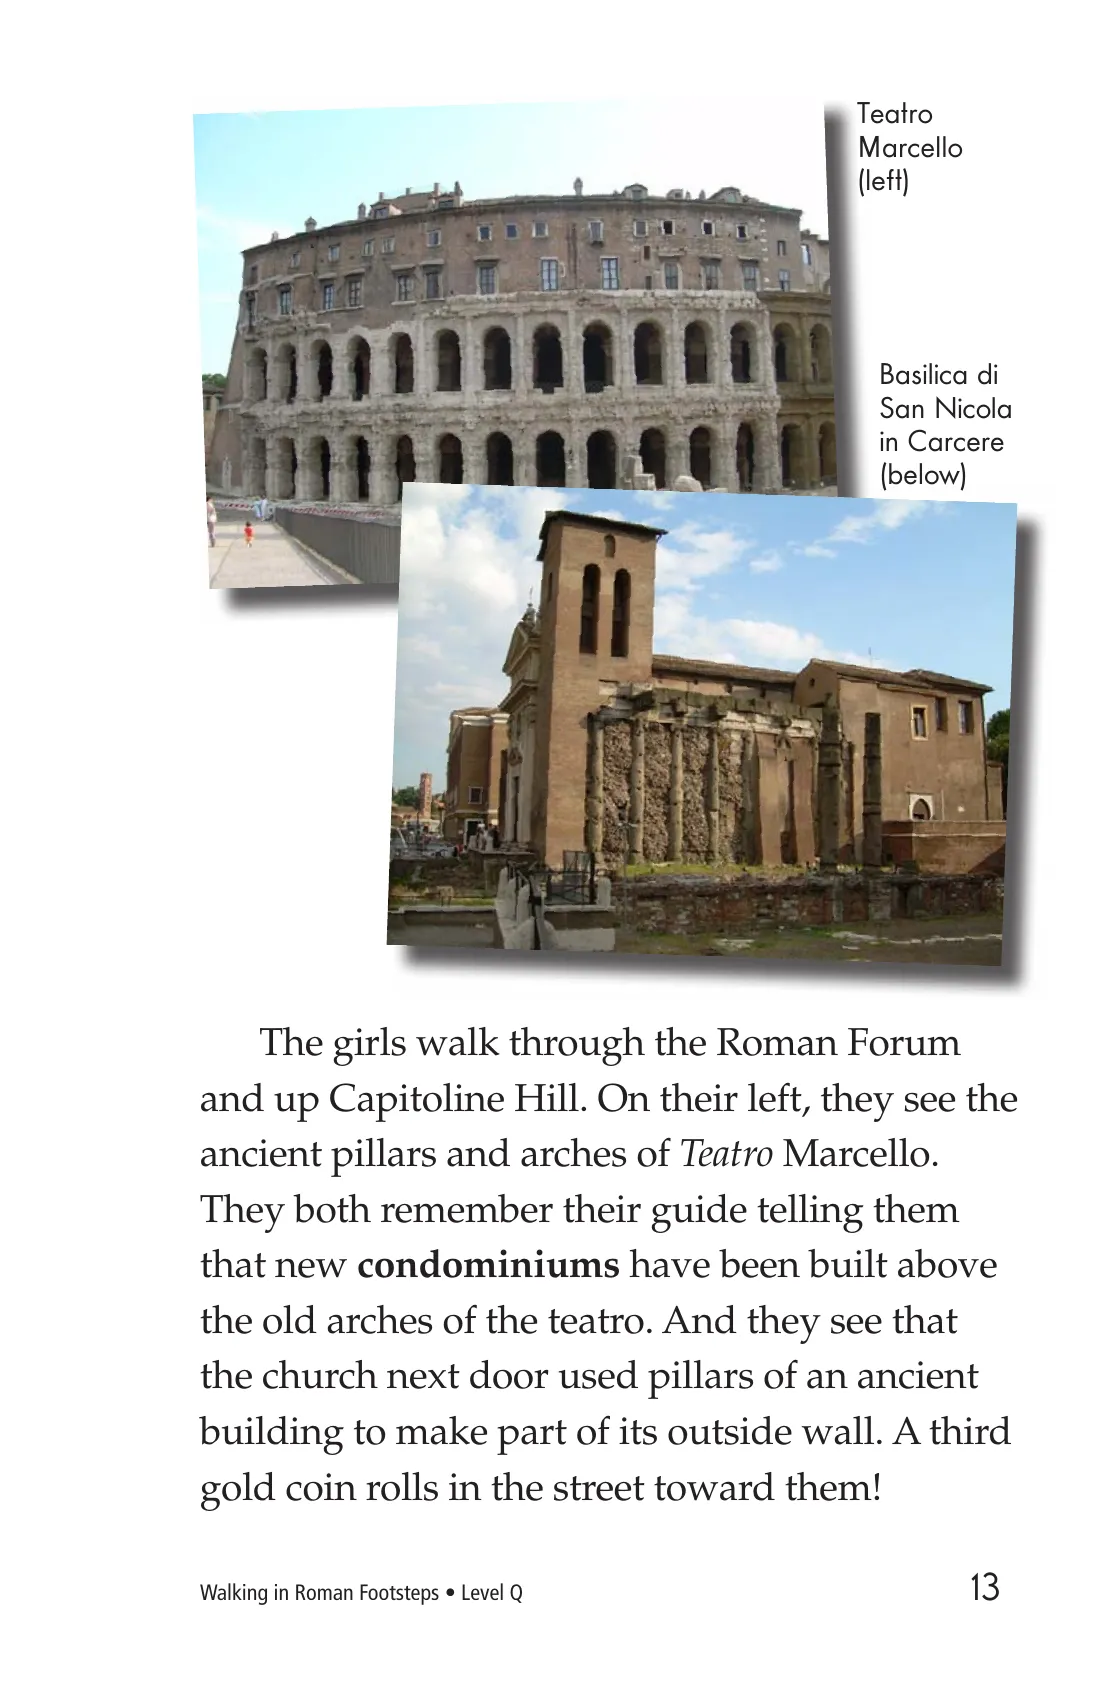 Teatro
Marcello
(left)
Basilica di
San Nicola
in Carcere
(below)
The girls walk through the Roman Forum
and up Capitoline Hill. On their left, they see the
ancient pillars and arches of Teatro Marcello.
They both remember their guide telling them
that new condominiums have been built above
the old arches of the teatro. And they see that
the church next door used pillars of an ancient
building to make part of its outside wall. A third
gold coin rolls in the street toward them!
Walking in Roman Footsteps • Level Q
13